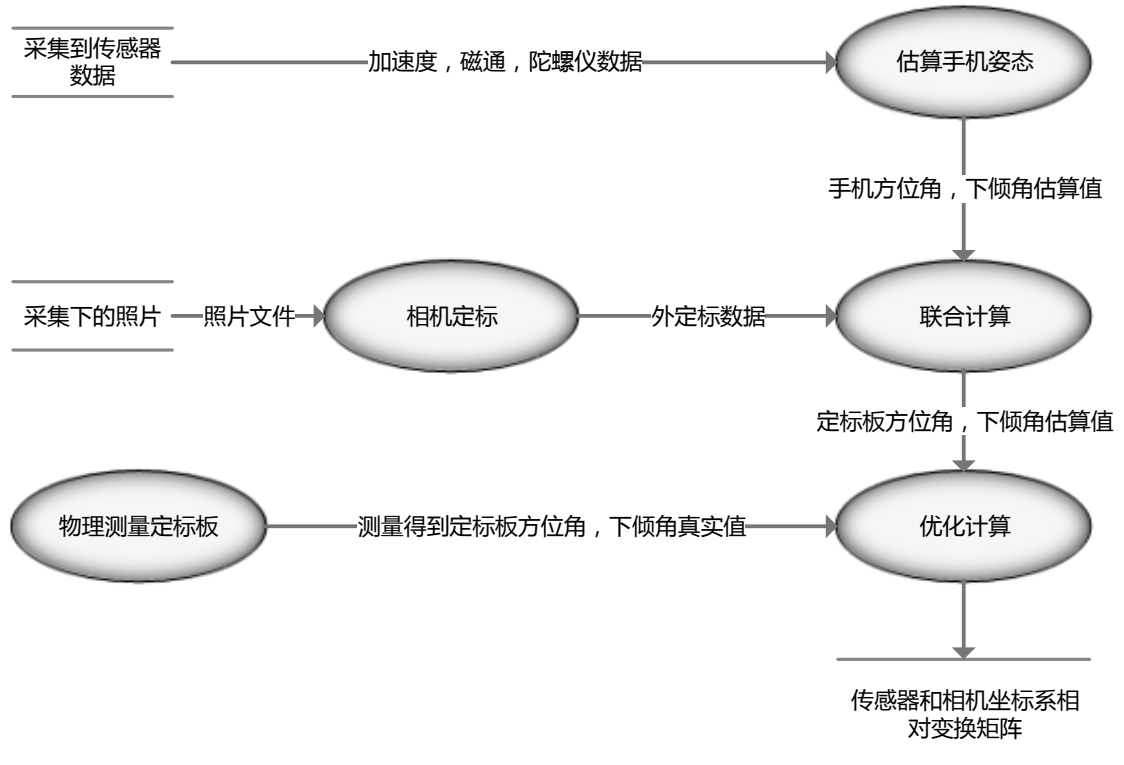 采集到传感器
数据
加速度，磁通，陀螺仪数据
估算手机姿态
手机方位角，下倾角估算值
采集下的照片
照片文件
相机定标
外定标数据
联合计算
定标板方位角，下倾角估算值
物理测量定标板
测量得到定标板方位角，下倾角真实值
优化计算
传感器和相机坐标系相
对变换矩阵